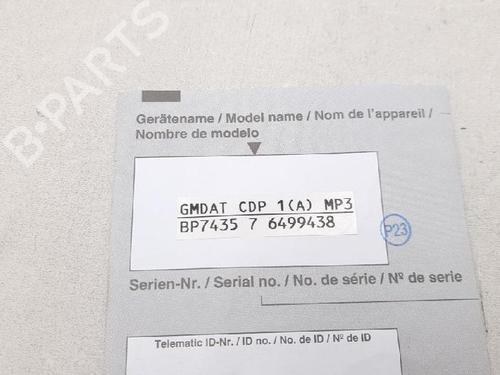 B-PARTS
Gerätename / Model name / Nom de l'appareil /
Nombre de modelo
GMDAT CDP 1(A) MP3
BP7435 7 6499438
P23
Serien-Nr. / Serial no. / No. de série / Nº de serie
Telematic ID-Nr. / ID no. / No. de ID / Nº de ID